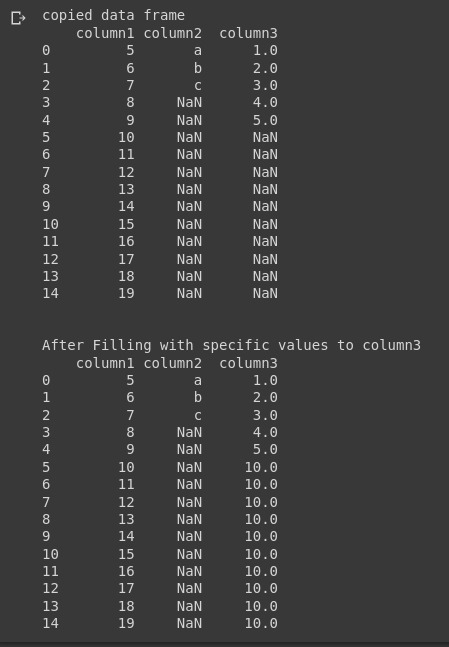 copied data frame
    column1 column2  column3
0         5       a      1.0
1         6       b      2.0
2         7       c      3.0
3         8     NaN      4.0
4         9     NaN      5.0
5        10     NaN      NaN
6        11     NaN      NaN
7        12     NaN      NaN
8        13     NaN      NaN
9        14     NaN      NaN
10       15     NaN      NaN
11       16     NaN      NaN
12       17     NaN      NaN
13       18     NaN      NaN
14       19     NaN      NaN
After Filling with specific values to column3
    column1 column2  column3
0         5       a      1.0
1         6       b      2.0
2         7       c      3.0
3         8     NaN      4.0
4         9     NaN      5.0
5        10     NaN     10.0
6        11     NaN     10.0
7        12     NaN     10.0
8        13     NaN     10.0
9        14     NaN     10.0
10       15     NaN     10.0
11       16     NaN     10.0
12       17     NaN     10.0
13       18     NaN     10.0
14       19     NaN     10.0